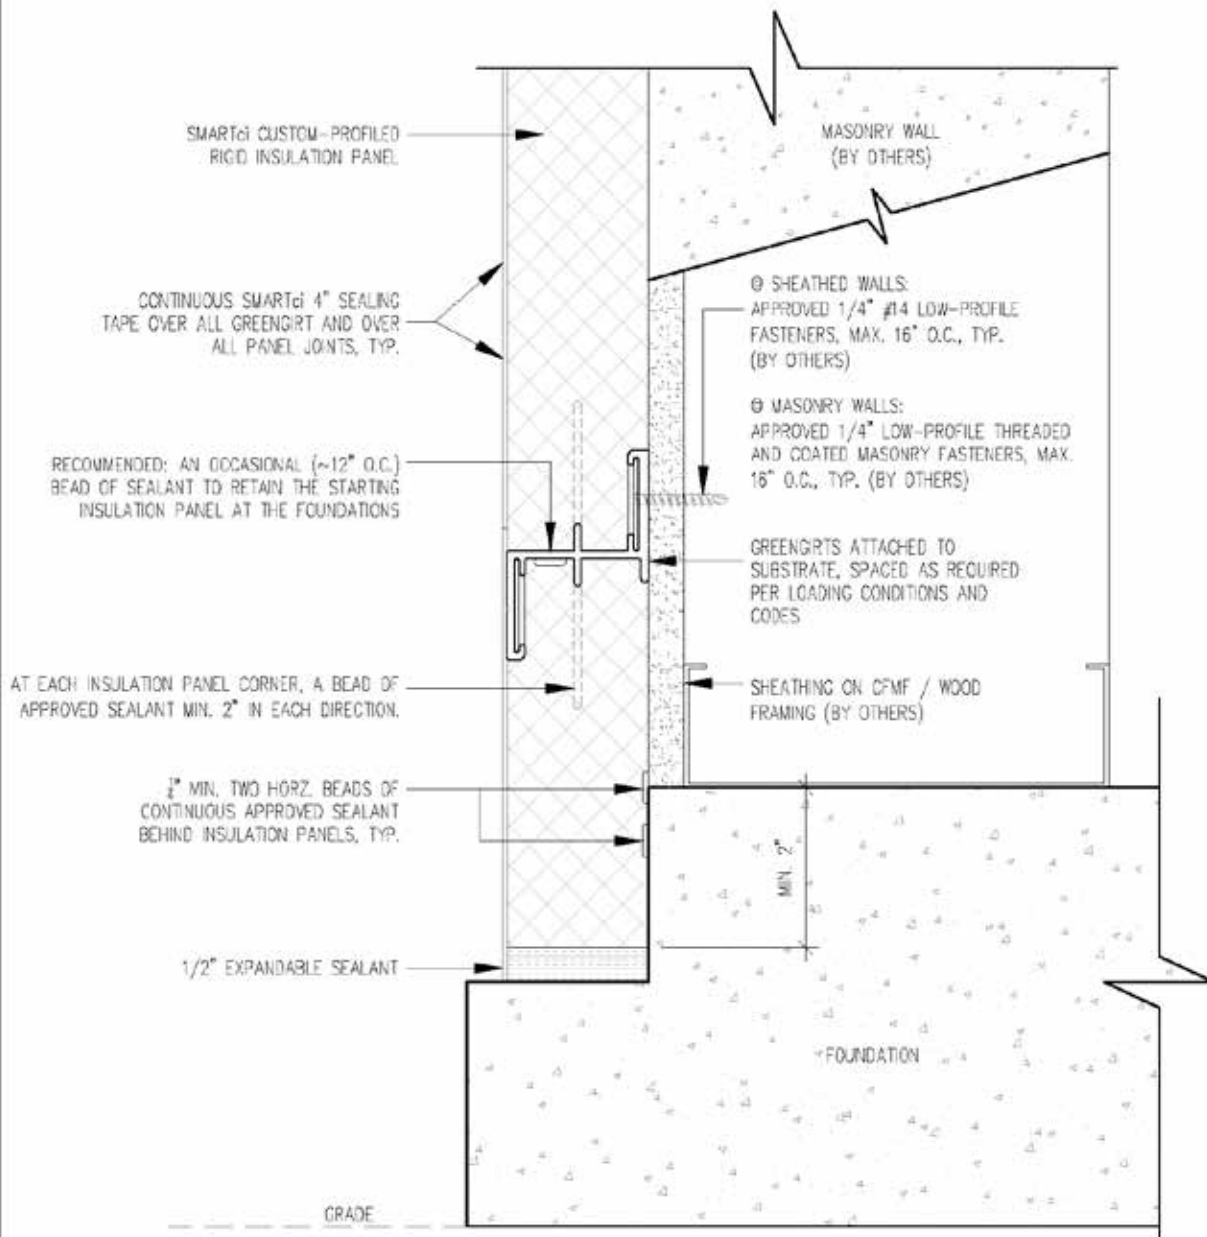 SMARTci CUSTOM-PROFILED
RIGID INSULATION PANEL
MASONRY WALL
(BY OTHERS)
CONTINUOUS SMARTci 4" SEALING
TAPE OVER ALL GREENGIRT AND OVER
ALL PANEL JOINTS, TYP.
@ SHEATHED WALLS:
APPROVED 1/4" #14 LOW-PROFILE
FASTENERS, MAX. 16" O.C., TYP.
(BY OTHERS)
@ MASONRY WALLS:
APPROVED 1/4" LOW-PROFILE THREADED
AND COATED MASONRY FASTENERS, MAX.
16" O.C., TYP. (BY OTHERS)
RECOMMENDED: AN OCCASIONAL (~12" O.C.)
BEAD OF SEALANT TO RETAIN THE STARTING
INSULATION PANEL AT THE FOUNDATIONS
GREENGIRTS ATTACHED TO
SUBSTRATE, SPACED AS REQUIRED
PER LOADING CONDITIONS AND
CODES
AT EACH INSULATION PANEL CORNER, A BEAD OF
APPROVED SEALANT MIN. 2" IN EACH DIRECTION.
SHEATHING ON CFMF / WOOD
FRAMING (BY OTHERS)
MIN. TWO HORZ. BEADS OF
CONTINUOUS APPROVED SEALANT
BEHIND INSULATION PANELS, TYP.
MIN. 2"
1/2" EXPANDABLE SEALANT
FOUNDATION
GRADE